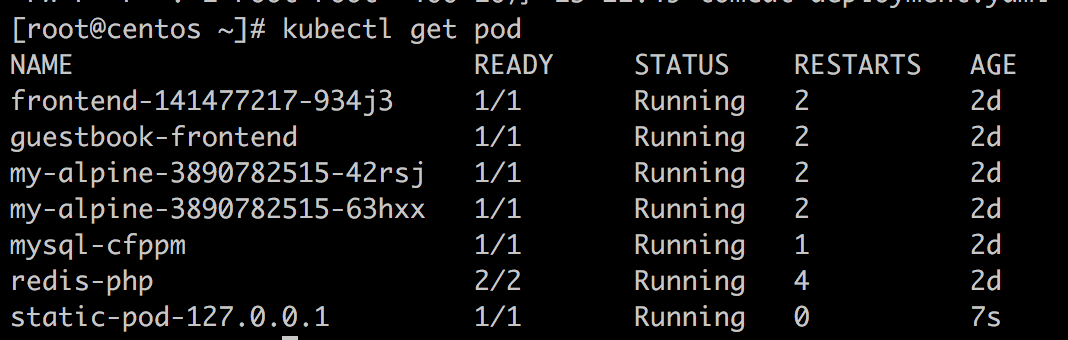 [root@centos ~]# kubectl get pod
NAME READY STATUS RESTARTS AGE
frontend-141477217-934j3 1/1 Running 2 2d
guestbook-frontend 1/1 Running 2 2d
my-alpine-3890782515-42rsj 1/1 Running 2 2d
my-alpine-3890782515-63hxx 1/1 Running 2 2d
mysql-cfppm 1/1 Running 1 2d
redis-php 2/2 Running 4 2d
static-pod-127.0.0.1 1/1 Running 0 7s